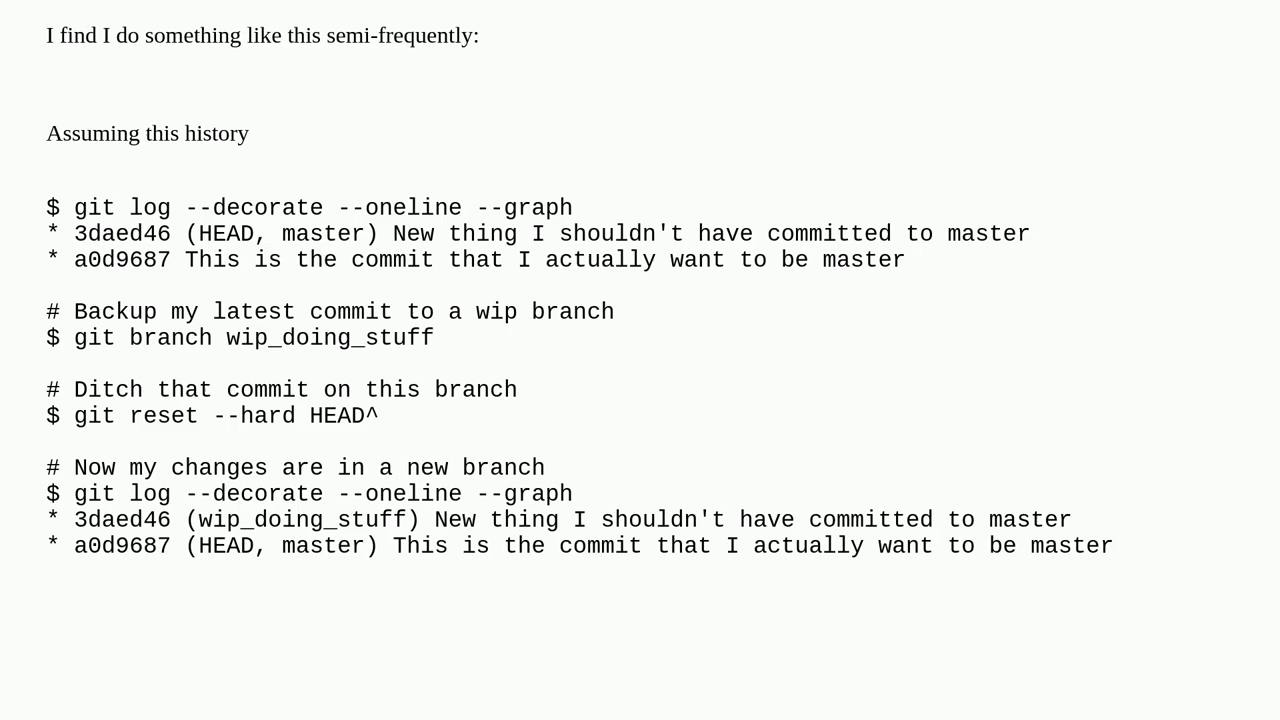 I find I do something like this semi-frequently:
Assuming this history
$ git log --decorate --oneline --graph
* 3daed46 (HEAD, master) New thing I shouldn't have committed to master
* a0d9687 This is the commit that I actually want to be master
# Backup my latest commit to a wip branch
$ git branch wip_doing_stuff
# Ditch that commit on this branch
$ git reset --hard HEAD^
# Now my changes are in a new branch
$ git log --decorate --oneline --graph
* 3daed46 (wip_doing_stuff) New thing I shouldn't have committed to master
* a0d9687 (HEAD, master) This is the commit that I actually want to be master